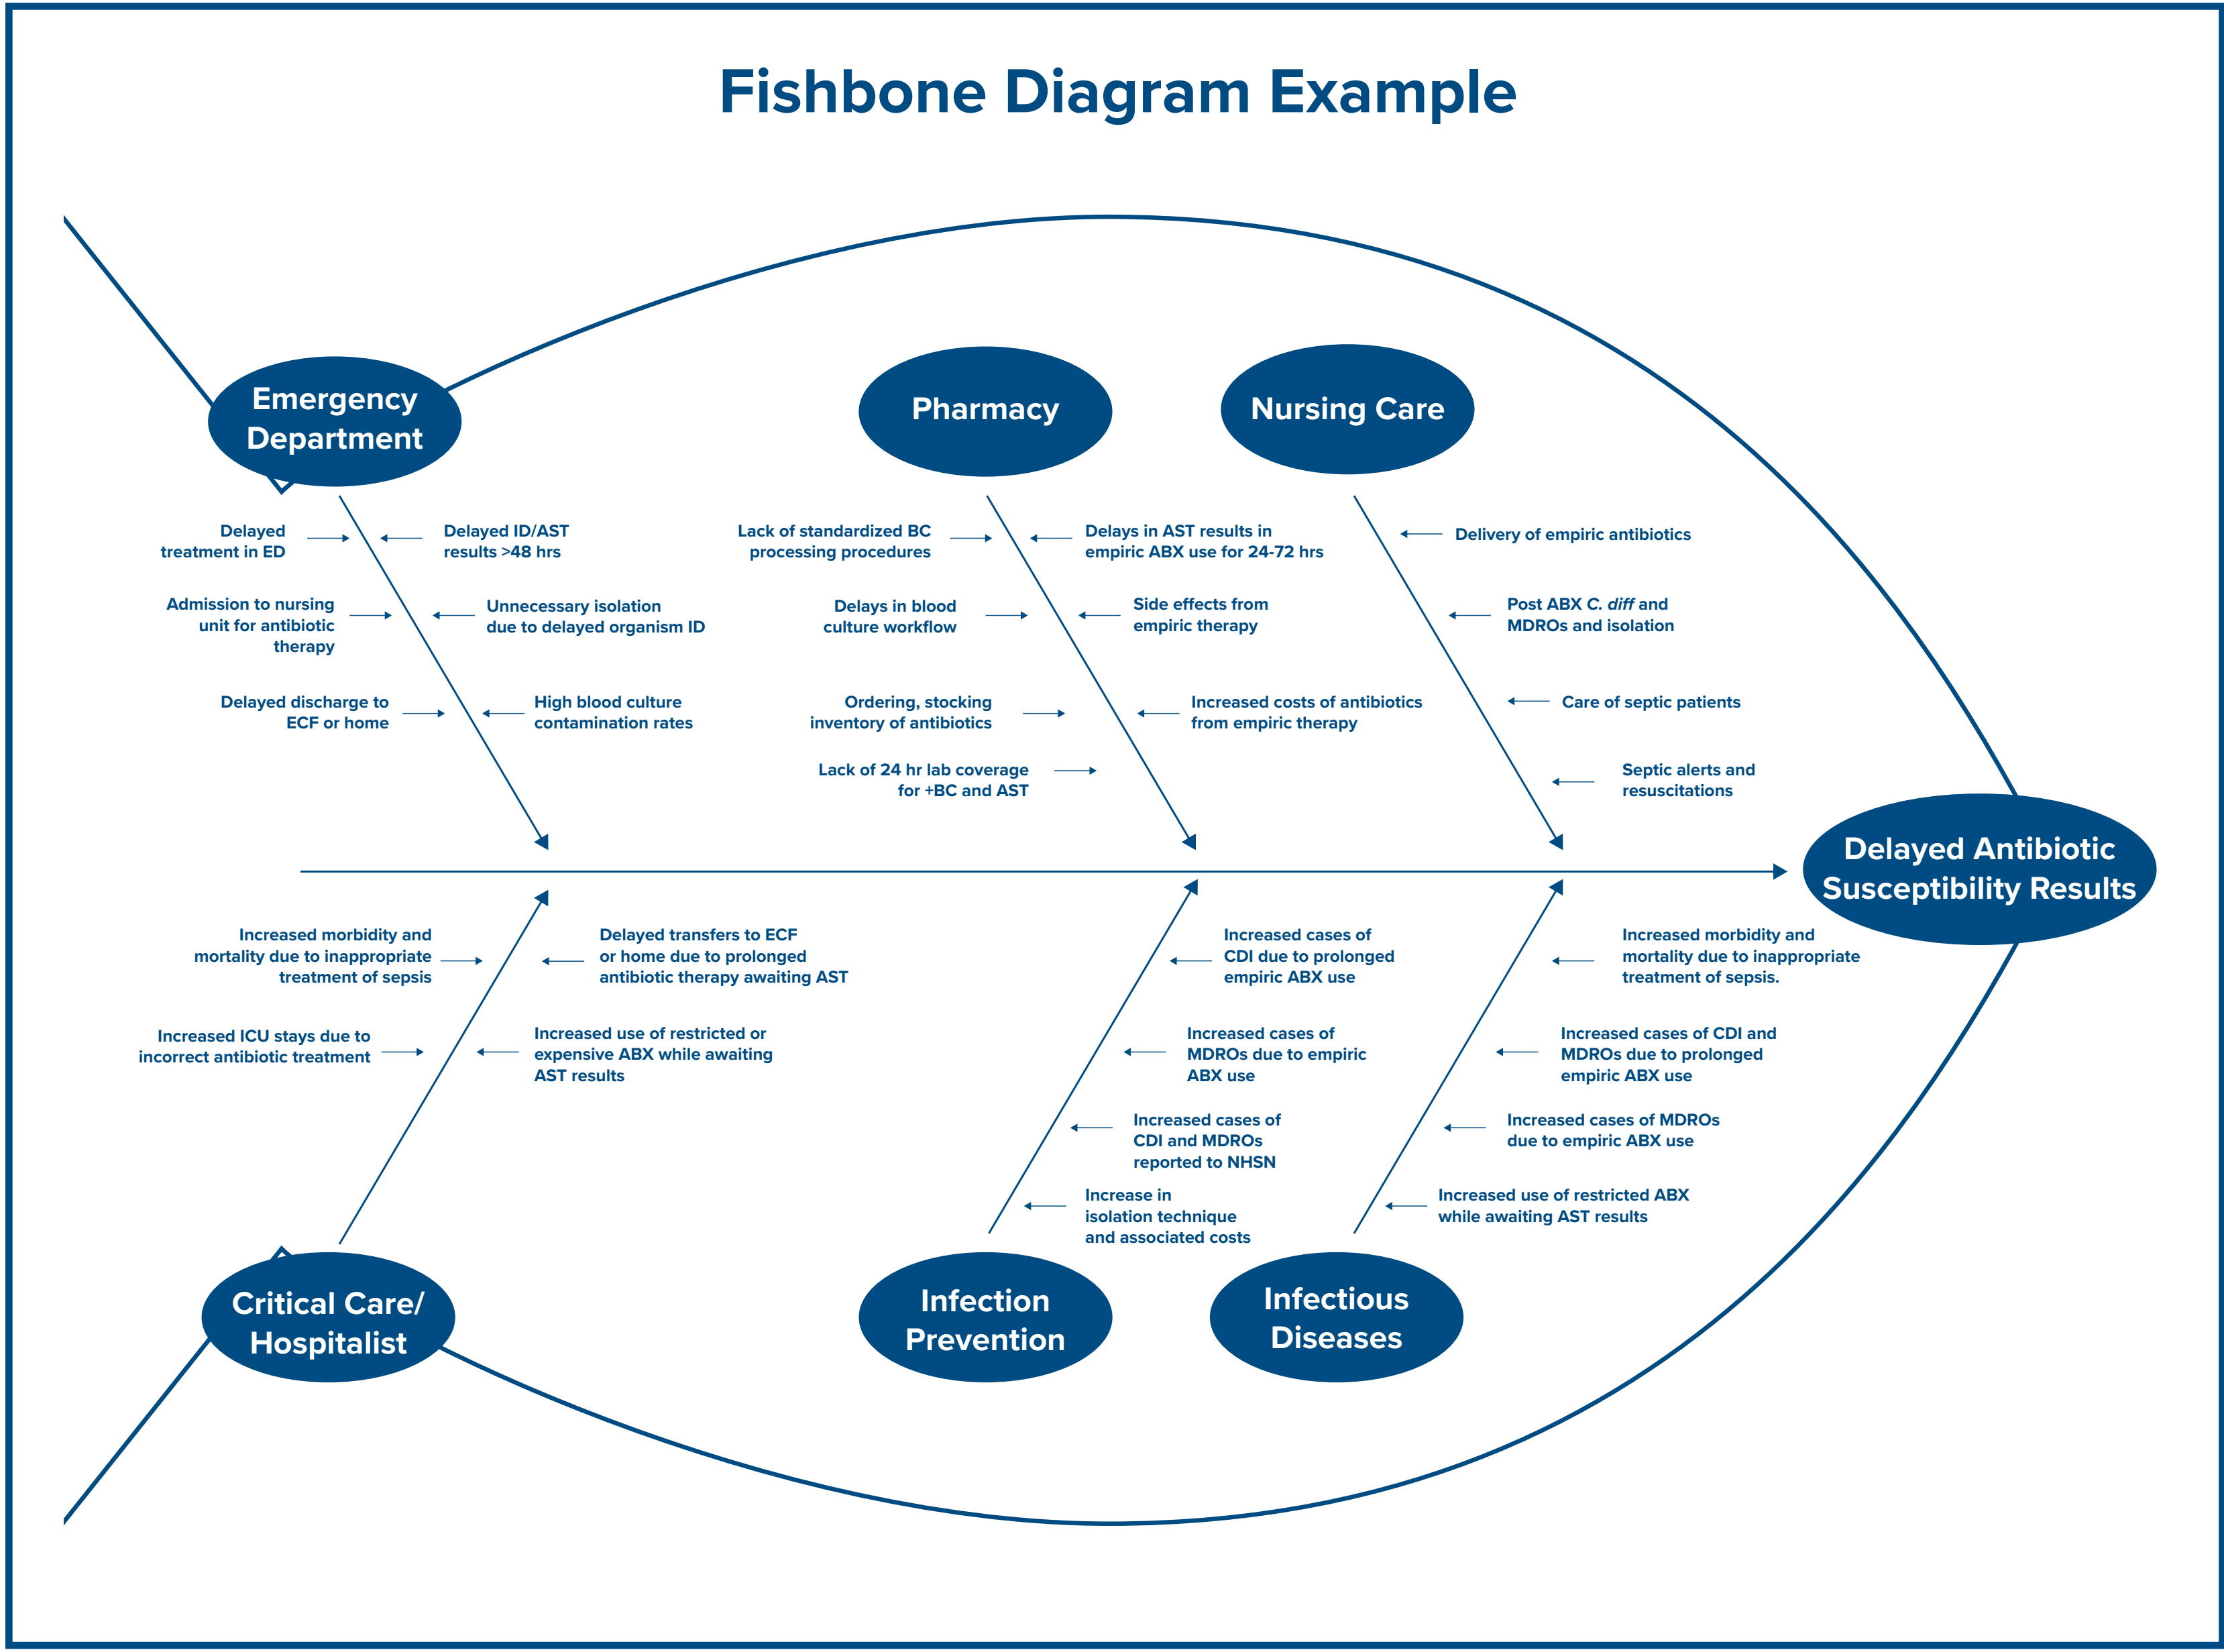 Fishbone Diagram Example
Emergency
Department
Delayed
treatment in ED
Delayed ID/AST
results >48 hrs
Admission to nursing
unit for antibiotic
therapy
Unnecessary isolation
due to delayed organism ID
Delayed discharge to
ECF or home
High blood culture
contamination rates
Pharmacy
Lack of standardized BC
processing procedures
Delays in AST results in
empiric ABX use for 24-72 hrs
Delays in blood
culture workflow
Side effects from
empiric therapy
Ordering, stocking
inventory of antibiotics
Increased costs of antibiotics
from empiric therapy
Lack of 24 hr lab coverage
for +BC and AST
Nursing Care
Delivery of empiric antibiotics
Post ABX C. diff and
MDROs and isolation
Care of septic patients
Septic alerts and
resuscitations
Delayed Antibiotic
Susceptibility Results
Increased morbidity and
mortality due to inappropriate
treatment of sepsis
Delayed transfers to ECF
or home due to prolonged
antibiotic therapy awaiting AST
Increased ICU stays due to
incorrect antibiotic treatment
Increased use of restricted or
expensive ABX while awaiting
AST results
Critical Care/
Hospitalist
Increased cases of
CDI due to prolonged
empiric ABX use
Increased cases of
MDROs due to empiric
ABX use
Increased cases of
CDI and MDROs
reported to NHSN
Increase in
isolation technique
and associated costs
Infection
Prevention
Increased morbidity and
mortality due to inappropriate
treatment of sepsis.
Increased cases of CDI and
MDROs due to prolonged
empiric ABX use
Increased cases of MDROs
due to empiric ABX use
Increased use of restricted ABX
while awaiting AST results
Infectious
Diseases